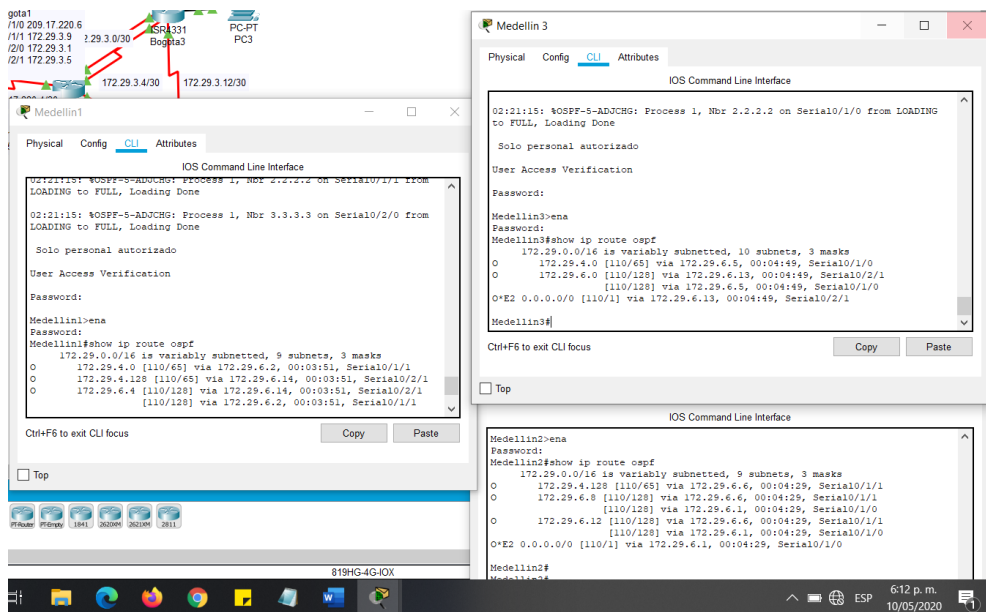 gota1
/1/0 209.17.220.6
/1/1 172.29.3.9
/2/0 172.29.3.1
/2/1 172.29.3.5
2.29.3.0/30
ISR4331
Bogota3
PC-PT
PC3
172.29.3.4/30
172.29.3.12/30
Medellin1
Physical Config CLI Attributes
IOS Command Line Interface
02:21:15: %OSPF-5-ADJCHG: Process 1, Nbr 2.2.2.2 on Serial0/1/1 from
LOADING to FULL, Loading Done
02:21:15: %OSPF-5-ADJCHG: Process 1, Nbr 3.3.3.3 on Serial0/2/0 from
LOADING to FULL, Loading Done
Solo personal autorizado
User Access Verification
Password:
Medellin1>ena
Password:
Medellin1#show ip route ospf
172.29.0.0/16 is variably subnetted, 9 subnets, 3 masks
O 172.29.4.0 [110/65] via 172.29.6.2, 00:03:51, Serial0/1/1
O 172.29.4.128 [110/65] via 172.29.6.14, 00:03:51, Serial0/2/1
O 172.29.6.4 [110/128] via 172.29.6.14, 00:03:51, Serial0/2/1
[110/128] via 172.29.6.2, 00:03:51, Serial0/1/1
Ctrl+F6 to exit CLI focus
Copy Paste
Top
PT-Router PT-Empty 1841 2620XM 2621XM 2811
819HG-4G-IOX
Medellin 3
Physical Config CLI Attributes
IOS Command Line Interface
02:21:15: %OSPF-5-ADJCHG: Process 1, Nbr 2.2.2.2 on Serial0/1/0 from LOADING
to FULL, Loading Done
Solo personal autorizado
User Access Verification
Password:
Medellin3>ena
Password:
Medellin3#show ip route ospf
172.29.0.0/16 is variably subnetted, 10 subnets, 3 masks
O 172.29.4.0 [110/65] via 172.29.6.5, 00:04:49, Serial0/1/0
O 172.29.6.0 [110/128] via 172.29.6.13, 00:04:49, Serial0/2/1
[110/128] via 172.29.6.5, 00:04:49, Serial0/1/0
O*E2 0.0.0.0/0 [110/1] via 172.29.6.13, 00:04:49, Serial0/2/1
Medellin3#
Ctrl+F6 to exit CLI focus
Copy Paste
Top
IOS Command Line Interface
Medellin2>ena
Password:
Medellin2#show ip route ospf
172.29.0.0/16 is variably subnetted, 9 subnets, 3 masks
O 172.29.4.128 [110/65] via 172.29.6.6, 00:04:29, Serial0/1/1
O 172.29.6.8 [110/128] via 172.29.6.6, 00:04:29, Serial0/1/1
[110/128] via 172.29.6.1, 00:04:29, Serial0/1/0
O 172.29.6.12 [110/128] via 172.29.6.6, 00:04:29, Serial0/1/1
[110/128] via 172.29.6.1, 00:04:29, Serial0/1/0
O*E2 0.0.0.0/0 [110/1] via 172.29.6.1, 00:04:29, Serial0/1/0
Medellin2#
Medellin2#
ESP
6:12 p. m.
10/05/2020
1